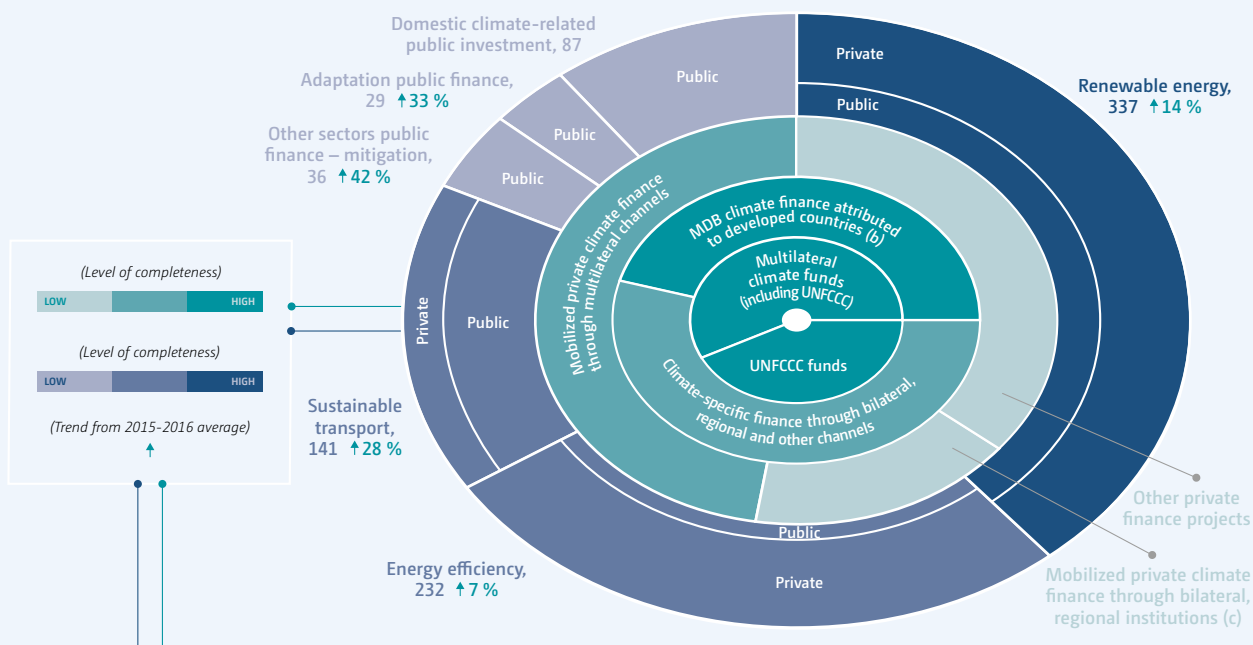 Domestic climate-related
public investment, 87
Adaptation public finance,
29 ↑33 %
Other sectors public
finance – mitigation,
36 ↑42 %
Public
Public
Public
Private
Public
Renewable energy,
337 ↑14 %
Mobilized private climate finance
through multilateral channels
MDB climate finance attributed
to developed countries (b)
Multilateral
climate funds
(including UNFCCC)
UNFCCC funds
Climate-specific finance through bilateral,
regional and other channels
(Level of completeness)
LOW HIGH
(Level of completeness)
LOW HIGH
(Trend from 2015-2016 average)
↑
Private
Public
Sustainable
transport,
141 ↑28 %
Energy efficiency,
232 ↑7 %
Public
Private
Other private
finance projects
Mobilized private climate
finance through bilateral,
regional institutions (c)